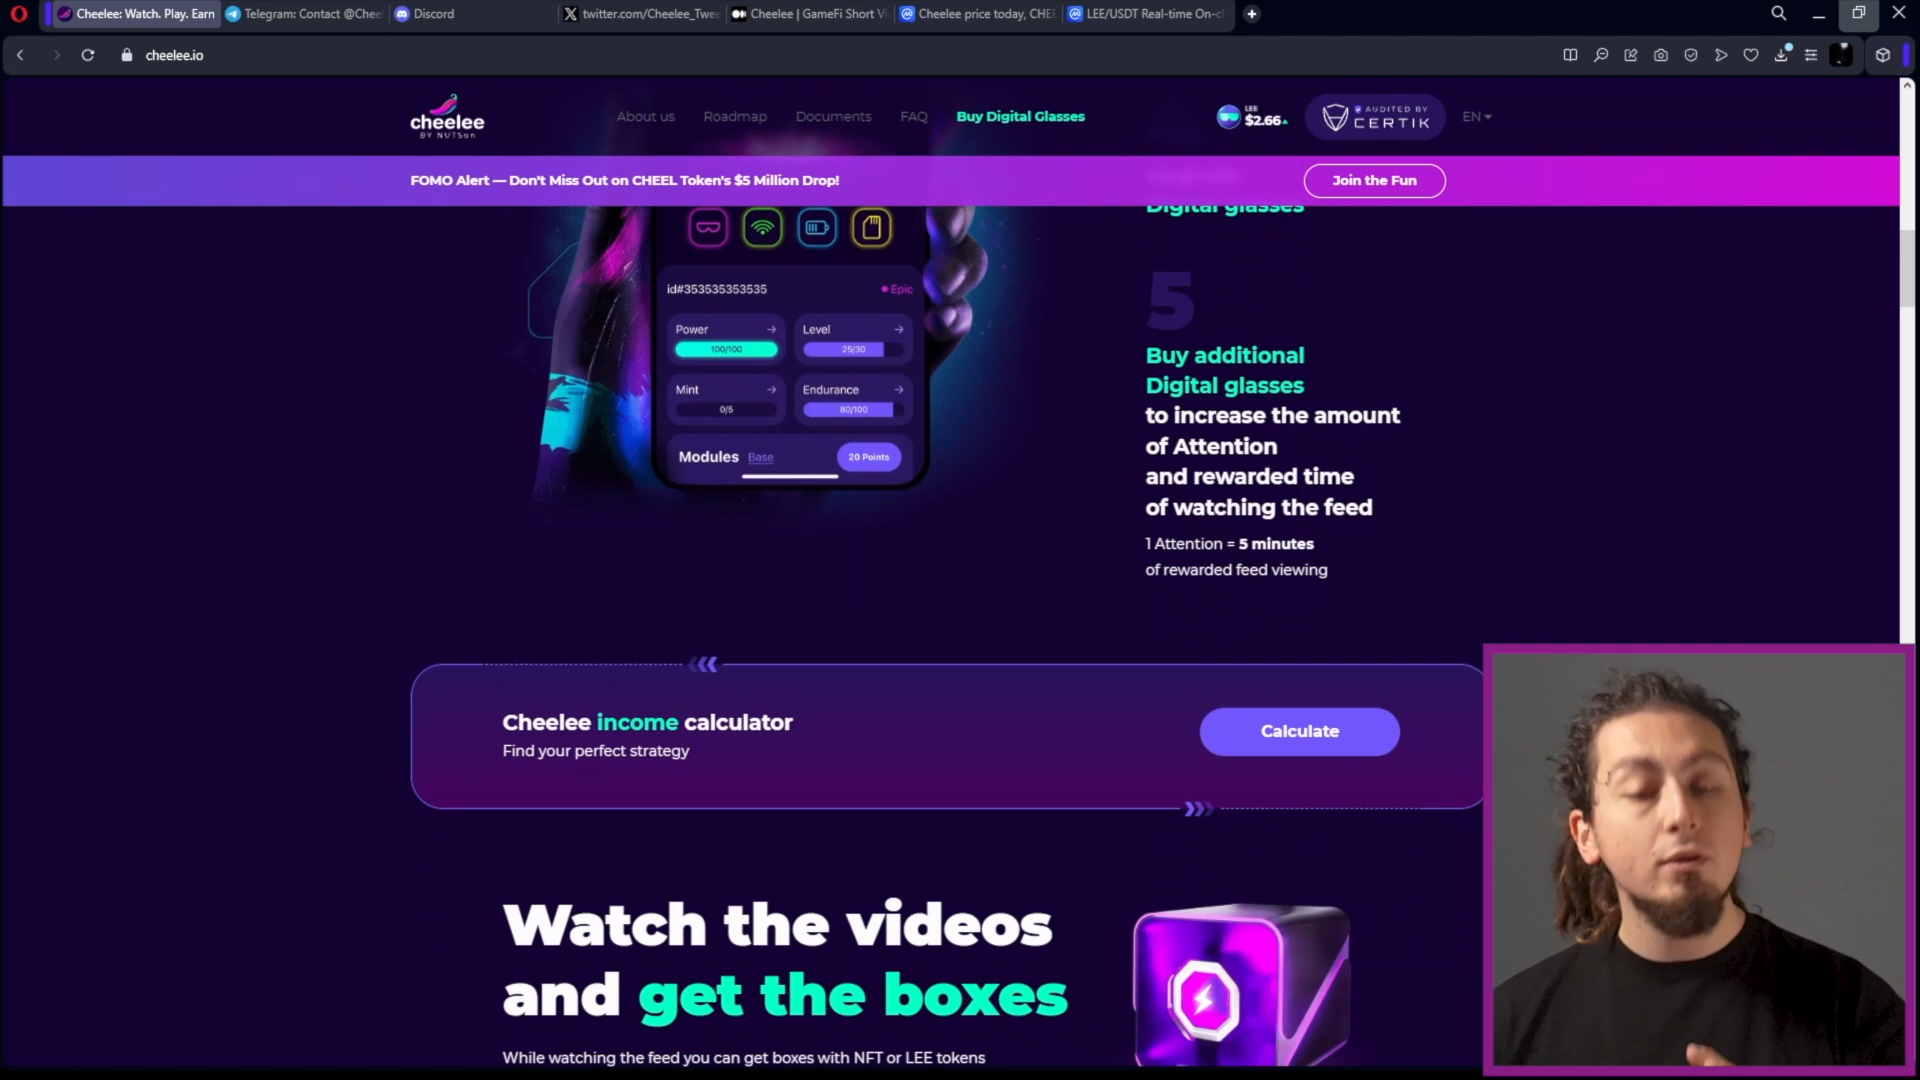 Cheelee: Watch. Play. Earn
Telegram: Contact @Chee
Discord
twitter.com/Cheelee_Twee
Cheelee | GameFi Short Vi
Cheelee price today, CHEE
LEE/USDT Real-time On-c
cheelee.io
cheelee
BY NUTSon
About us
Roadmap
Documents
FAQ
Buy Digital Glasses
LEE
$2.66
AUDITED BY
CERTIK
EN
FOMO Alert — Don't Miss Out on CHEEL Token's $5 Million Drop!
Join the Fun
Digital glasses
id#353535353535
Epic
Power
100/100
Level
25/30
Mint
0/5
Endurance
80/100
Modules Base
20 Points
5
Buy additional
Digital glasses
to increase the amount
of Attention
and rewarded time
of watching the feed
1 Attention = 5 minutes
of rewarded feed viewing
Cheelee income calculator
Find your perfect strategy
Calculate
Watch the videos
and get the boxes
While watching the feed you can get boxes with NFT or LEE tokens